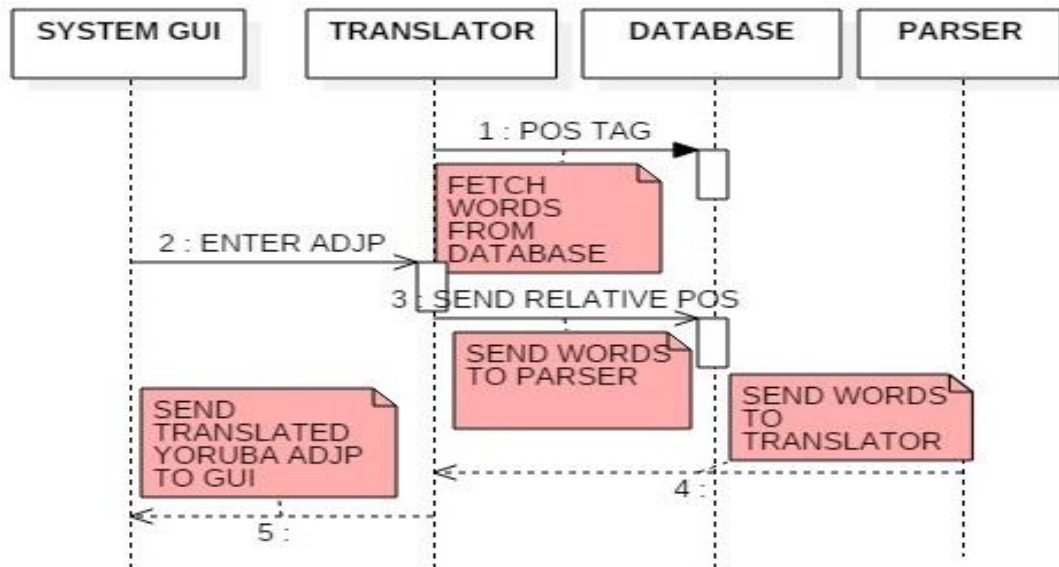 SYSTEM GUI
TRANSLATOR
DATABASE
PARSER
1 : POS TAG
FETCH
WORDS
FROM
DATABASE
2 : ENTER ADJP
3 : SEND RELATIVE POS
SEND WORDS
TO PARSER
SEND WORDS
TO
TRANSLATOR
SEND
TRANSLATED
YORUBA ADJP
TO GUI
4 :
5 :